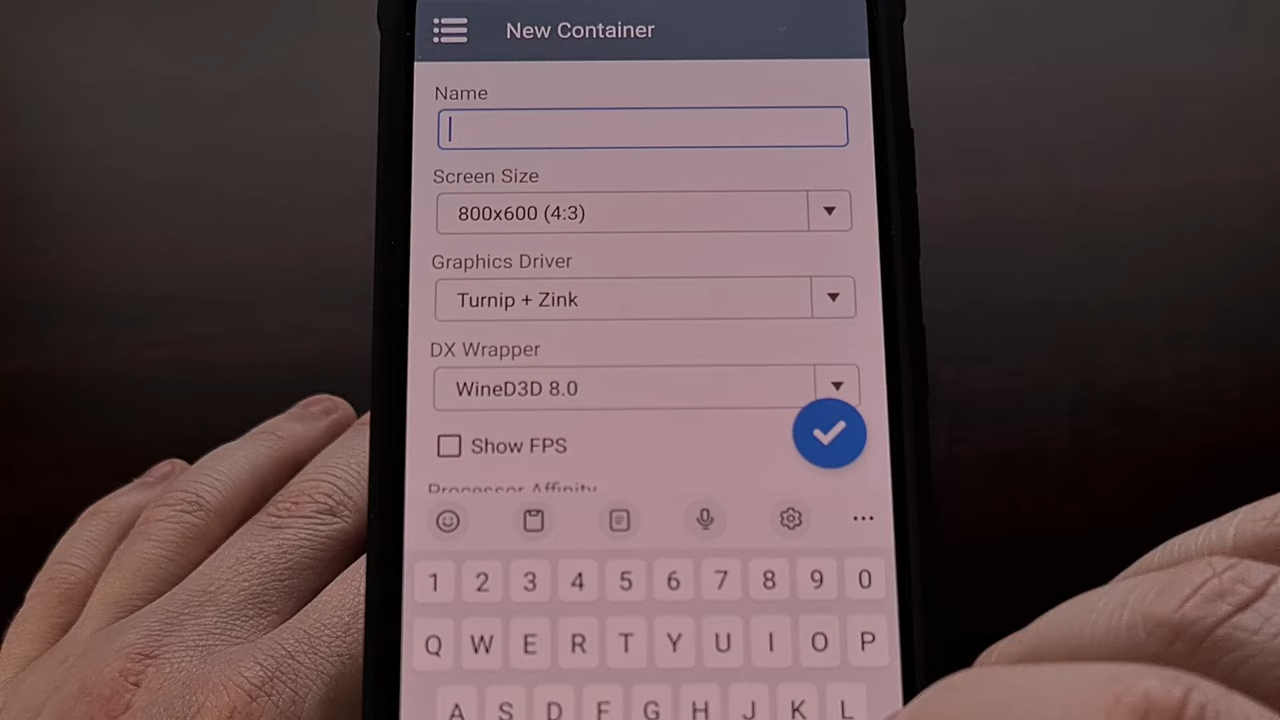 New Container
Name
Screen Size
800x600 (4:3)
Graphics Driver
Turnip + Zink
DX Wrapper
WineD3D 8.0
Show FPS
Processor Affinity
1 2 3 4 5 6 7 8 9 0
Q W E R T Y U I O P
A S D F G H J K L